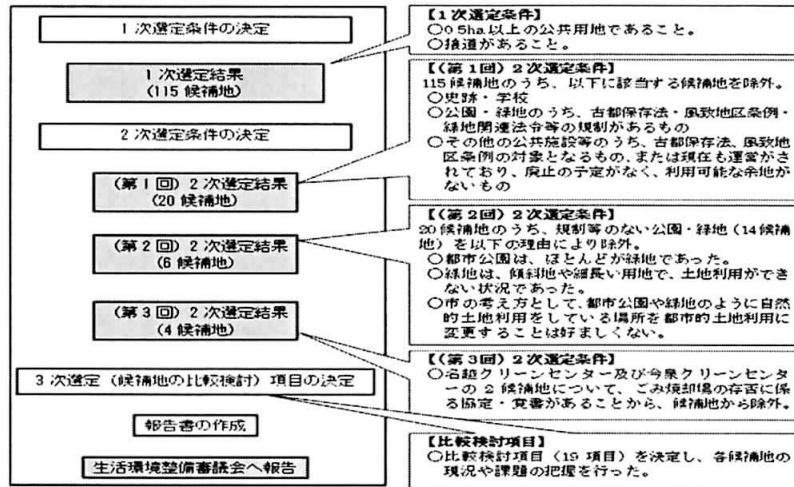 1次選定条件の決定
1次選定結果
(115候補地)
2次選定条件の決定
(第1回)2次選定結果
(20候補地)
(第2回)2次選定結果
(6候補地)
(第3回)2次選定結果
(4候補地)
3次選定(候補地の比較検討)項目の決定
報告書の作成
生活環境整備審議会へ報告
【1次選定条件】
○0.5ha以上の公共用地であること。
○接道があること。
【(第1回)2次選定条件】
115候補地のうち、以下に該当する候補地を除外。
○史跡・学校
○公園・緑地のうち、古都保存法・風致地区条例・
緑地関連法令等の規制があるもの
○その他の公共施設等のうち、古都保存法、風致地
区条例の対象となるもの、または現在も運営がさ
れており、廃止の予定がなく、利用可能な余地が
ないもの
【(第2回)2次選定条件】
20候補地のうち、規制等のない公園・緑地(14候補
地)を以下の理由により除外。
○都市公園は、ほとんどが緑地であった。
○緑地は、傾斜地や細長い用地で、土地利用ができ
ない状況であった。
○市の考え方として、都市公園や緑地のように自然
的土地利用をしている場所を都市的土地利用に
変更することは好ましくない。
【(第3回)2次選定条件】
○名越クリーンセンター及び今泉クリーンセンタ
ーの2候補地について、ごみ焼却場の存否に係
る協定・覚書があることから、候補地から除外。
【比較検討項目】
○比較検討項目(19項目)を決定し、各候補地の
現況や課題の把握を行った。